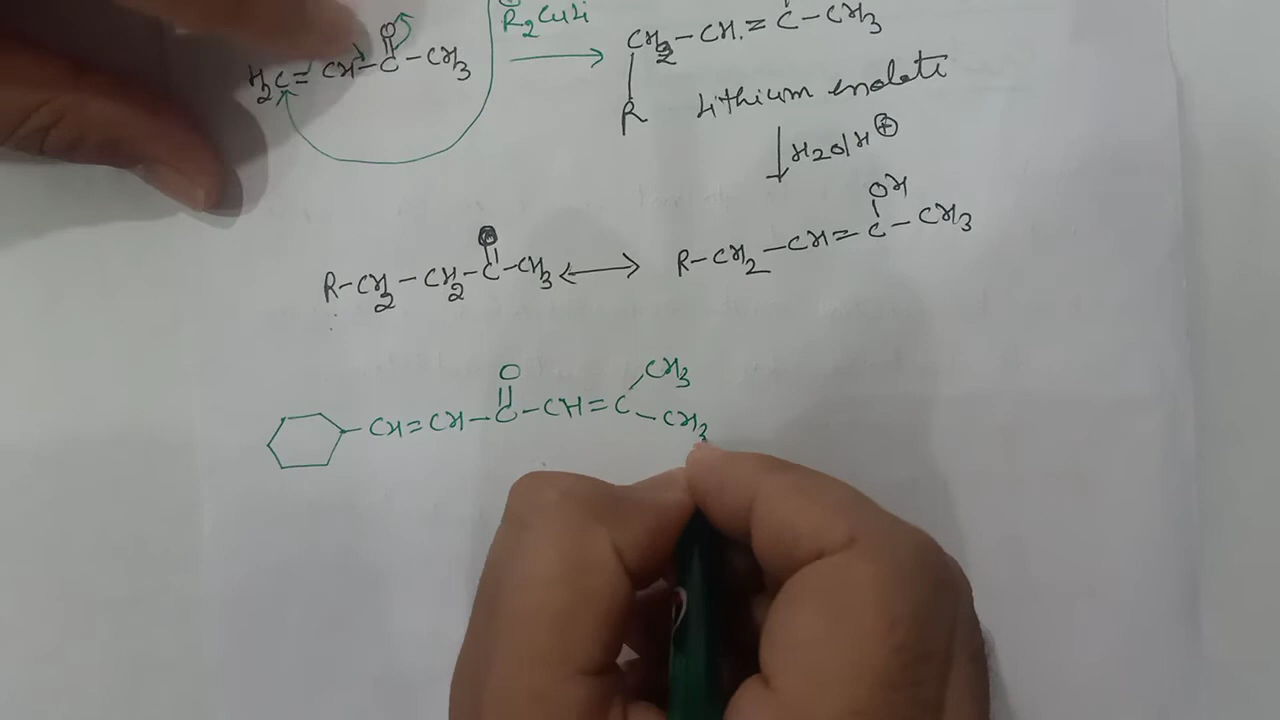 R2CuLi
H2C=CH-C-CH3
O
CH2-CH=C-CH3
R
Lithium enolate
H2O/H⊕
OH
R-CH2-CH=C-CH3
O
R-CH2-CH2-C-CH3
O
CH=CH-C-CH=C
CH3
CH3